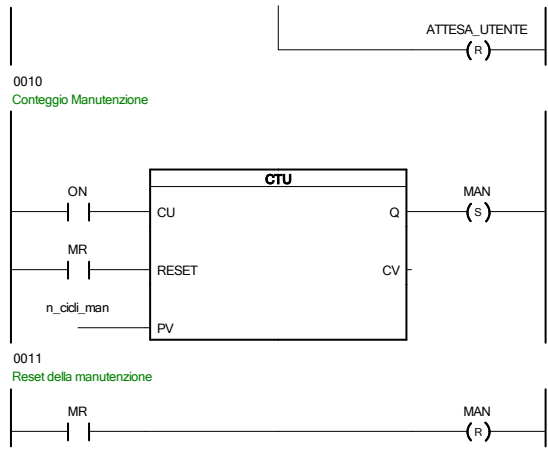 ATTESA_UTENTE
R
0010
Conteggio Manutenzione
CTU
ON
MAN
CU
Q
S
MR
RESET
CV
n_cicli_man
PV
0011
Reset della manutenzione
MR
MAN
R